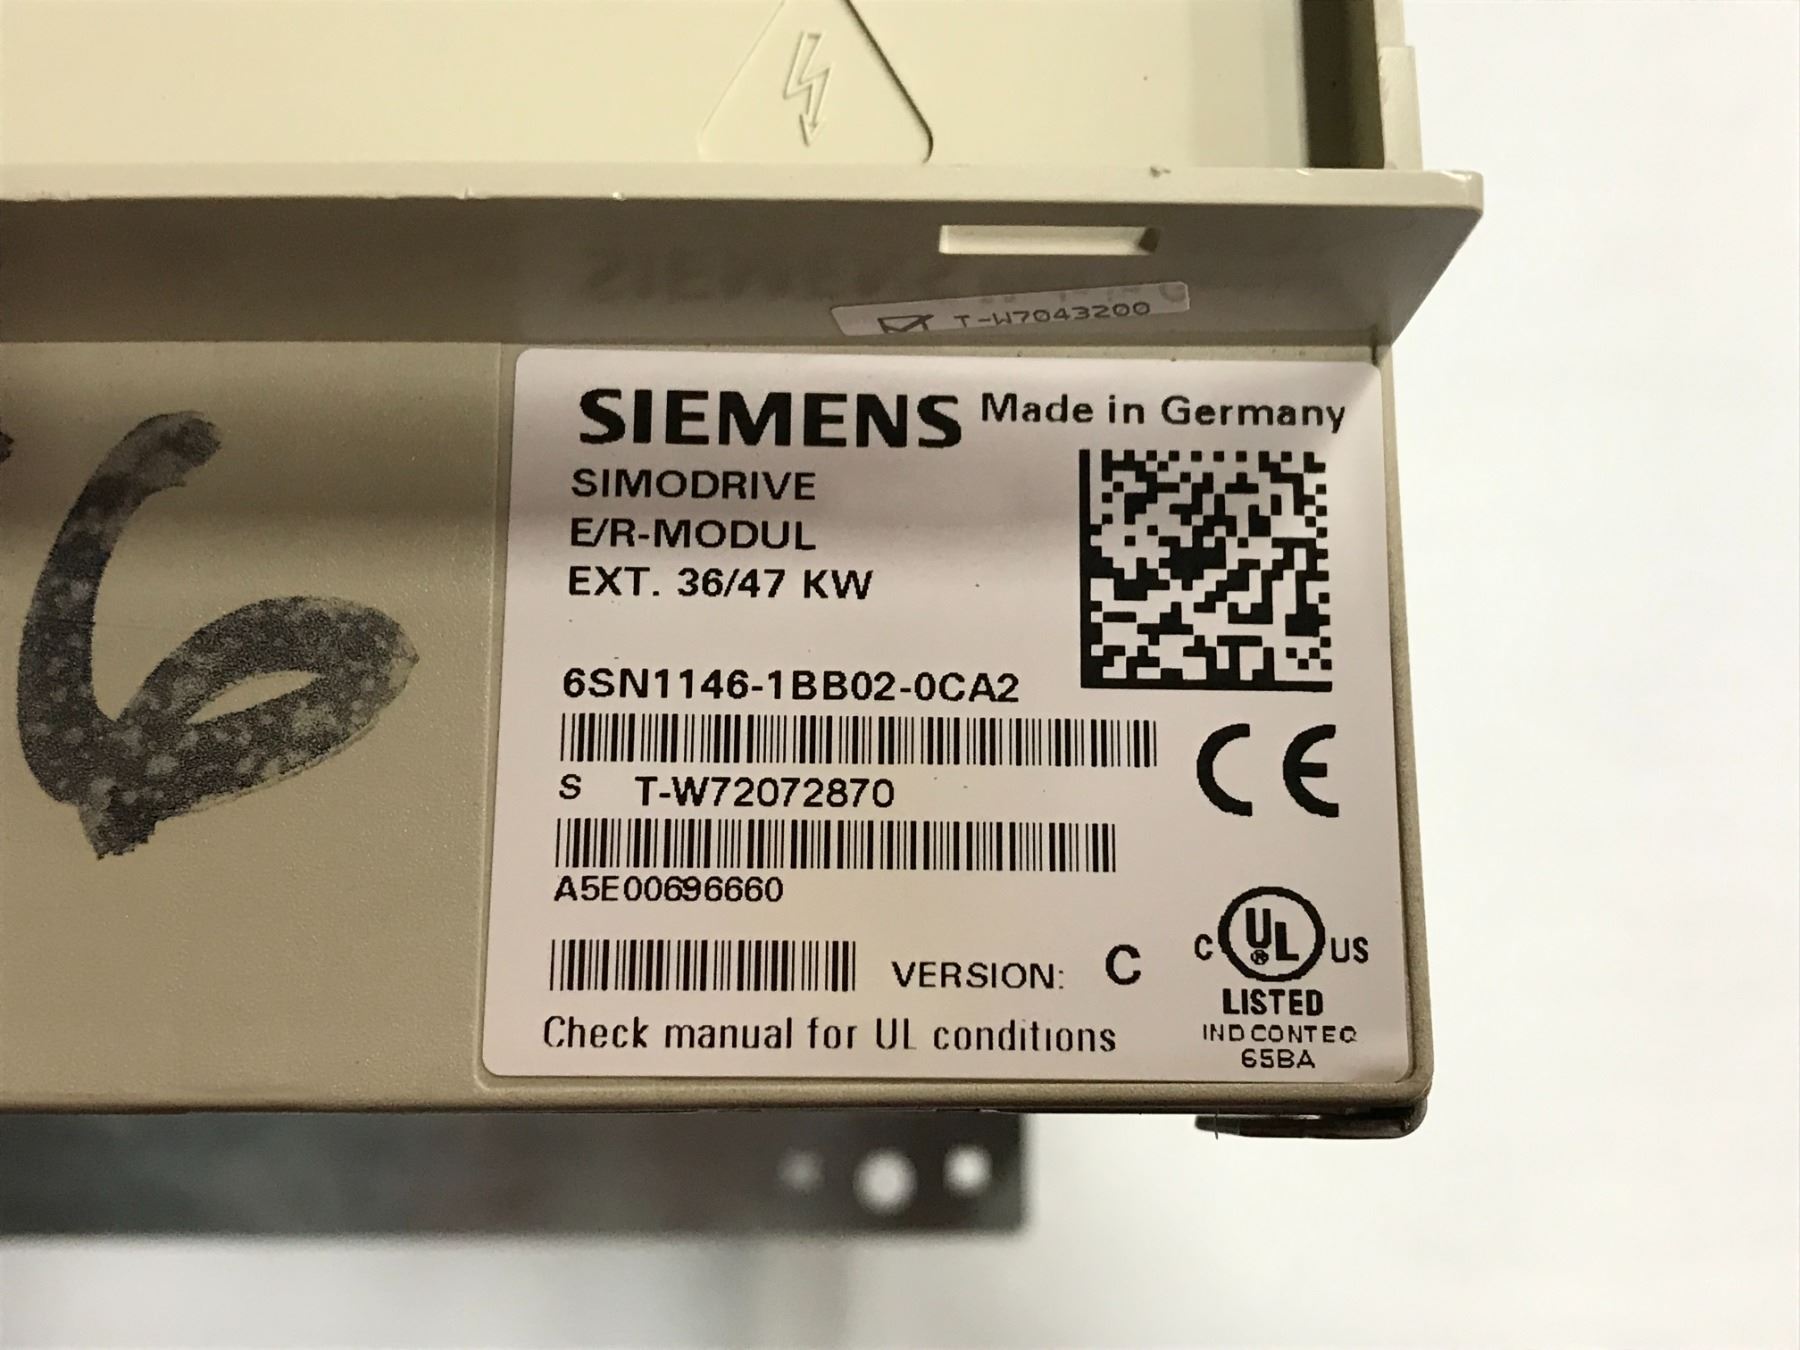 T-W7043200
SIEMENS Made in Germany
SIMODRIVE
E/R-MODUL
EXT. 36/47 KW
6SN1146-1BB02-0CA2
S T-W72072870
A5E00696660
VERSION: C
Check manual for UL conditions
CE
C UL ® US
LISTED
IND CONT EQ
65BA
6